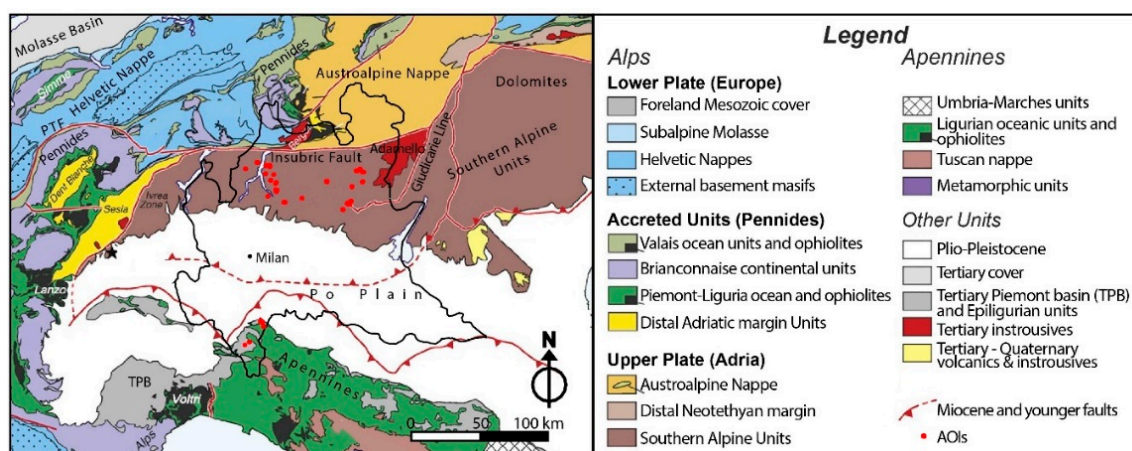 Molasse Basin
Simme
PTF Helvetic Nappe
Pennides
Austroalpine Nappe
Dolomites
Pennides
Dent Blanche
Insubric Fault
Adamello
Giudicarie Line
Southern Alpine
Units
Ivrea
Zone
Sesia
Milan
Po Plain
Lanzo
TPB
Voltri
Apennines
Alps
N
0 50 100 km
Legend
Alps
Lower Plate (Europe)
Foreland Mesozoic cover
Subalpine Molasse
Helvetic Nappes
External basement masifs
Accreted Units (Pennides)
Valais ocean units and ophiolites
Brianconnaise continental units
Piemont-Liguria ocean and ophiolites
Distal Adriatic margin Units
Upper Plate (Adria)
Austroalpine Nappe
Distal Neotethyan margin
Southern Alpine Units
Apennines
Umbria-Marches units
Ligurian oceanic units and
ophiolites
Tuscan nappe
Metamorphic units
Other Units
Plio-Pleistocene
Tertiary cover
Tertiary Piemont basin (TPB)
and Epiligurian units
Tertiary instrousives
Tertiary - Quaternary
volcanics & instrousives
Miocene and younger faults
AOIs